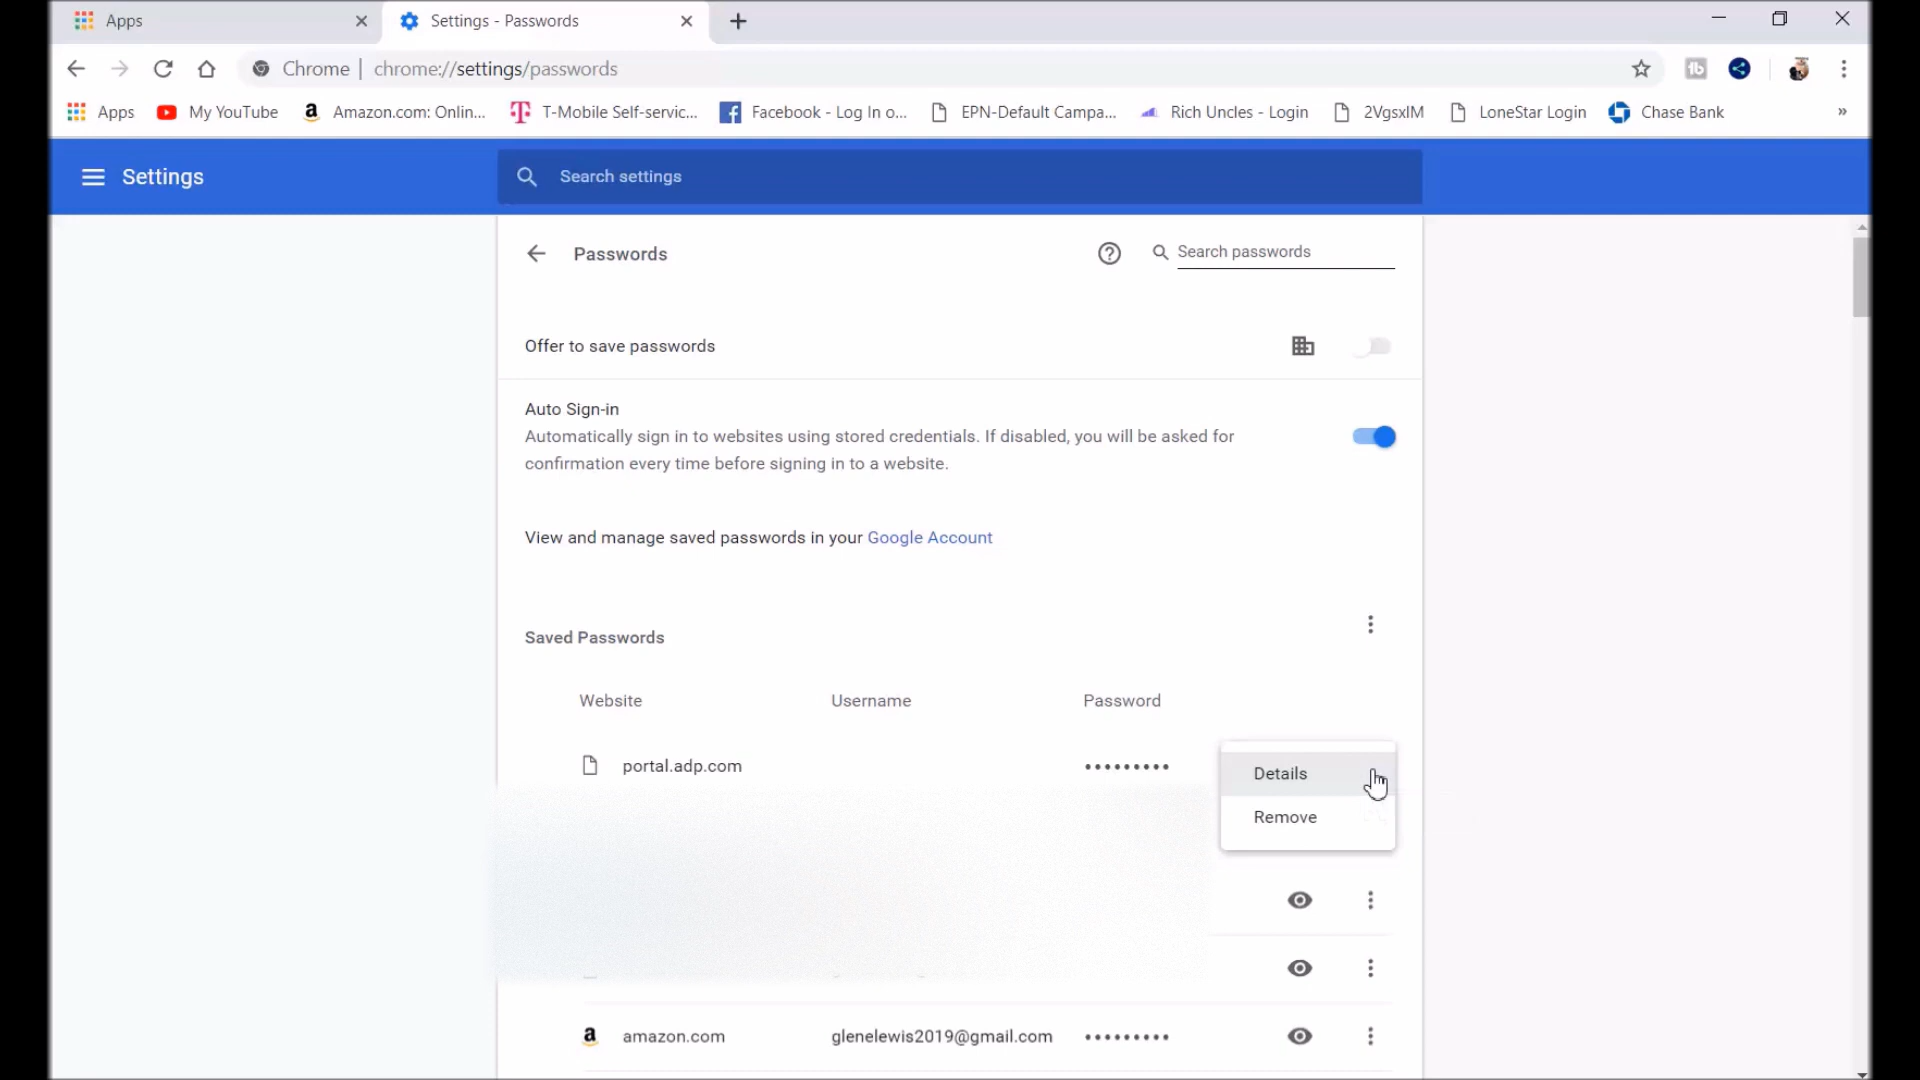 Apps
Settings - Passwords
Chrome | chrome://settings/passwords
Apps
My YouTube
Amazon.com: Onlin...
T-Mobile Self-servic...
Facebook - Log In o...
EPN-Default Campa...
Rich Uncles - Login
2VgsxlM
LoneStar Login
Chase Bank
»
Settings
Search settings
Passwords
Search passwords
Offer to save passwords
Auto Sign-in
Automatically sign in to websites using stored credentials. If disabled, you will be asked for
confirmation every time before signing in to a website.
View and manage saved passwords in your Google Account
Saved Passwords
Website Username Password
portal.adp.com •••••••••
Details
Remove
amazon.com glenelewis2019@gmail.com •••••••••